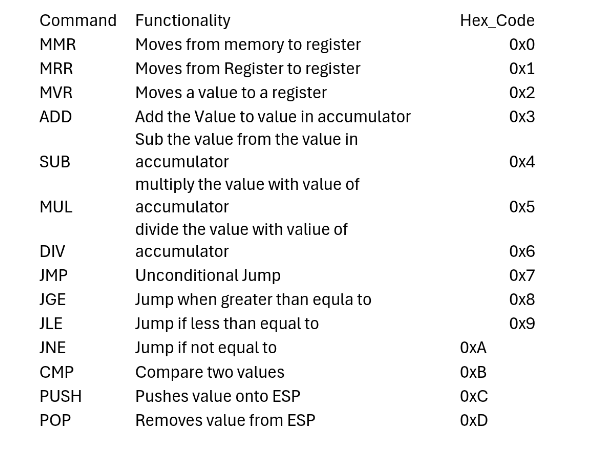 Command Functionality Hex_Code
MMR Moves from memory to register 0x0
MRR Moves from Register to register 0x1
MVR Moves a value to a register 0x2
ADD Add the Value to value in accumulator 0x3
Sub the value from the value in
SUB accumulator 0x4
multiply the value with value of
MUL accumulator 0x5
divide the value with valiue of
DIV accumulator 0x6
JMP Unconditional Jump 0x7
JGE Jump when greater than equla to 0x8
JLE Jump if less than equal to 0x9
JNE Jump if not equal to 0xA
CMP Compare two values 0xB
PUSH Pushes value onto ESP 0xC
POP Removes value from ESP 0xD